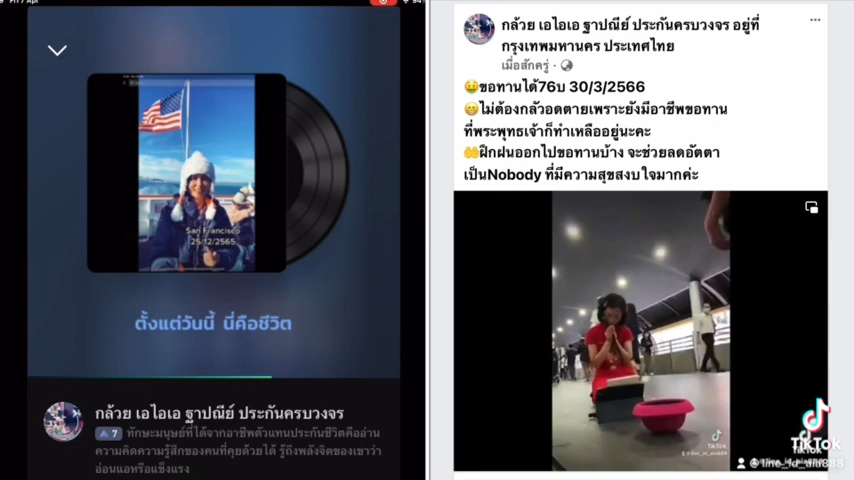 San Francisco
25/12/2565
ตั้งแต่วันนี้ นี่คือชีวิต
กล้วย เอไอเอ ฐาปณีย์ ประกันครบวงจร
7 ทักษะมนุษย์ที่ได้จากอาชีพตัวแทนประกันชีวิตคืออ่าน
ความคิดความรู้สึกของคนที่คุยด้วยได้ รู้ถึงพลังจิตของเขาว่า
อ่อนแอหรือแข็งแรง
กล้วย เอไอเอ ฐาปณีย์ ประกันครบวงจร อยู่ที่
กรุงเทพมหานคร ประเทศไทย
เมื่อสักครู่
🤑ขอทานได้76บ 30/3/2566
😁ไม่ต้องกลัวอดตายเพราะยังมีอาชีพขอทาน
ที่พระพุทธเจ้าก็ทำเหลืออยู่นะคะ
🤲ฝึกฝนออกไปขอทานบ้าง จะช่วยลดอัตตา
เป็นNobody ที่มีความสุขสงบใจมากค่ะ
TikTok
TikTok